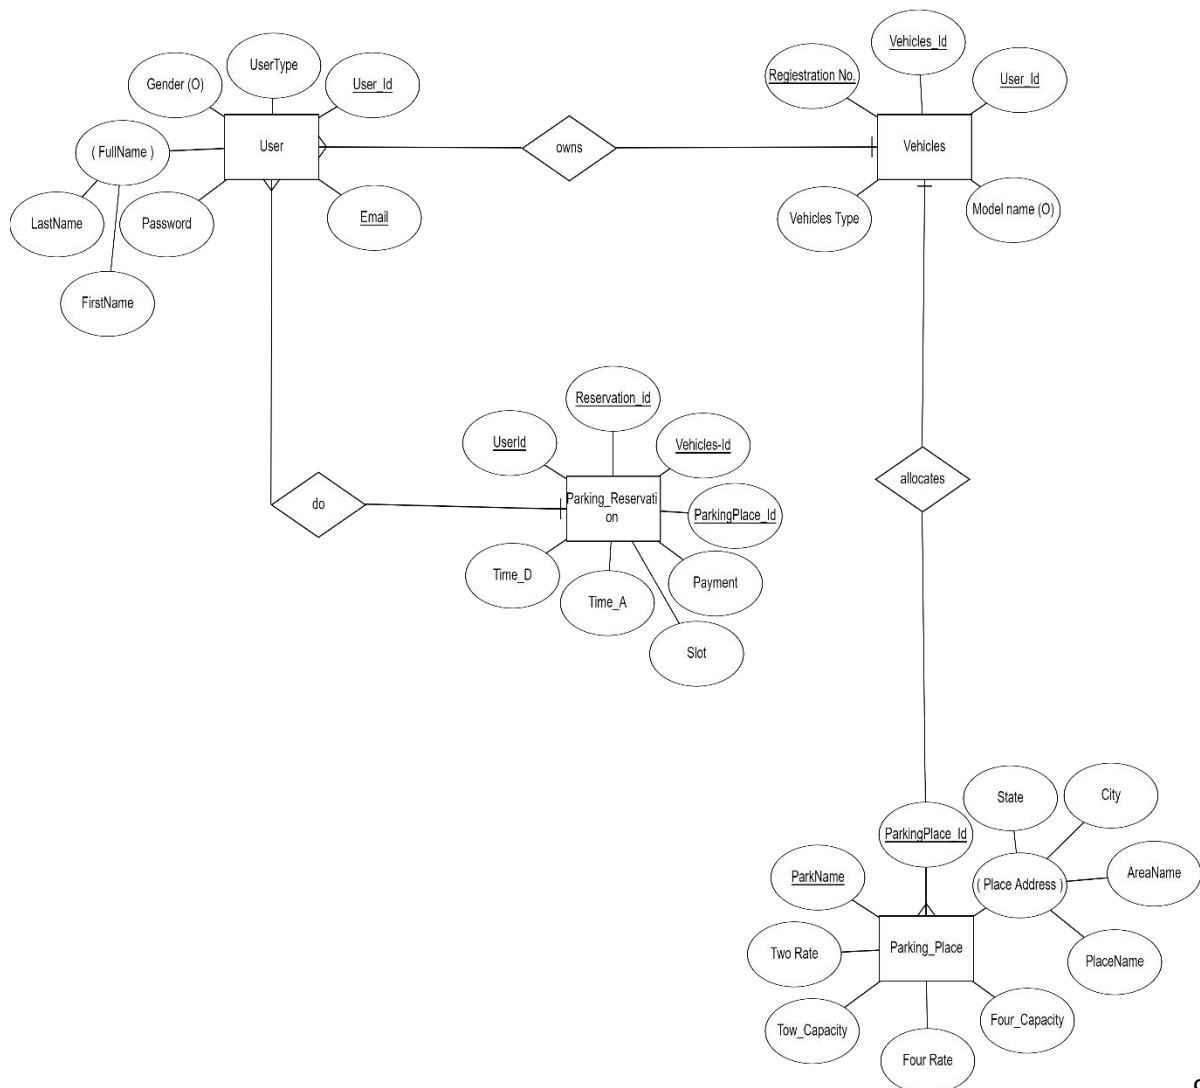 Vehicles_Id
UserType
Gender (O)
User_Id
Regiestration No.
User_Id
User
owns
Vehicles
( FullName )
LastName
Password
Email
Vehicles Type
Model name (O)
FirstName
Reservation_id
UserId
Vehicles-Id
allocates
Parking_Reservati
on
do
ParkingPlace_Id
Time_D
Time_A
Payment
Slot
State
City
ParkingPlace_Id
ParkName
( Place Address )
AreaName
Two Rate
Parking_Place
PlaceName
Tow_Capacity
Four_Capacity
Four Rate